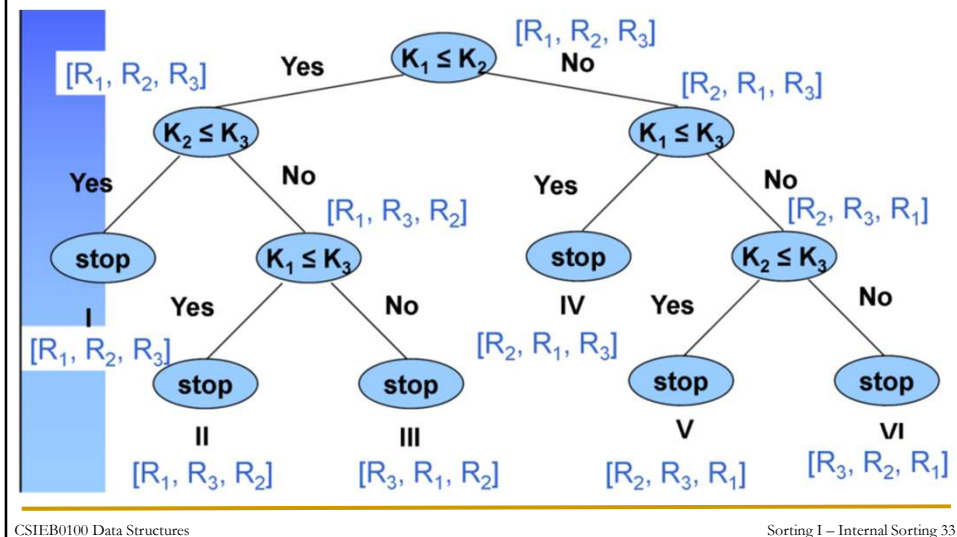 [R₁, R₂, R₃]
K₁ ≤ K₂
Yes
No
[R₁, R₂, R₃]
[R₂, R₁, R₃]
K₂ ≤ K₃
K₁ ≤ K₃
Yes
No
Yes
No
[R₁, R₃, R₂]
[R₂, R₃, R₁]
stop
K₁ ≤ K₃
stop
K₂ ≤ K₃
I
Yes
No
IV
Yes
No
[R₁, R₂, R₃]
[R₂, R₁, R₃]
stop
stop
stop
stop
II
III
V
VI
[R₁, R₃, R₂]
[R₃, R₁, R₂]
[R₂, R₃, R₁]
[R₃, R₂, R₁]
CSIEB0100 Data Structures
Sorting I – Internal Sorting 33